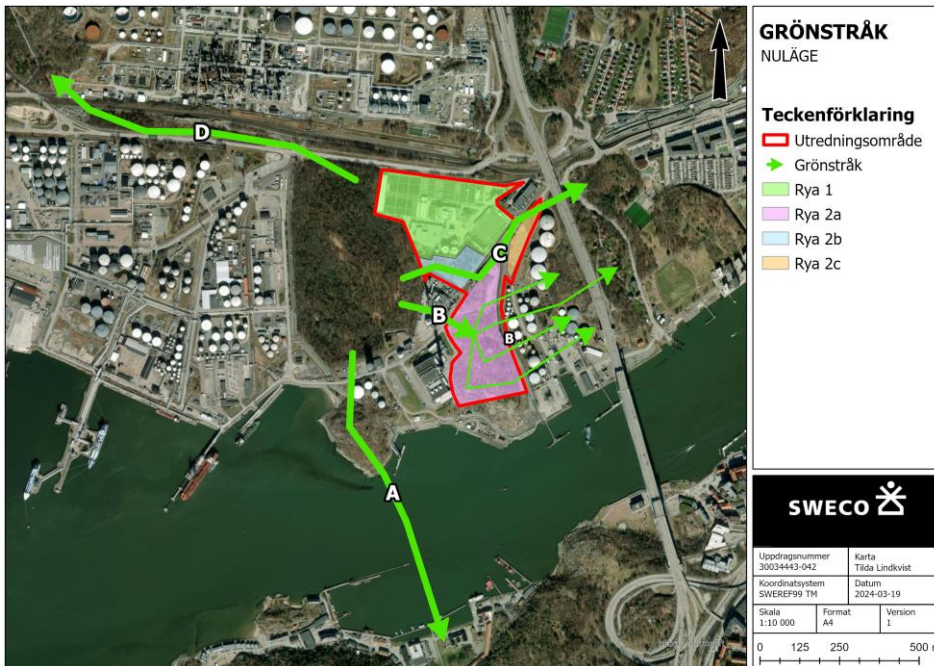 GRÖNSTRÅK
NULÄGE
Teckenförklaring
Utredningsområde
Grönstråk
Rya 1
Rya 2a
Rya 2b
Rya 2c
D
C
B
B
A
SWECO
Uppdragsnummer
30034443-042
Karta
Tilda Lindkvist
Koordinatsystem
SWEREF99 TM
Datum
2024-03-19
Skala
1:10 000
Format
A4
Version
1
0 125 250 500 m